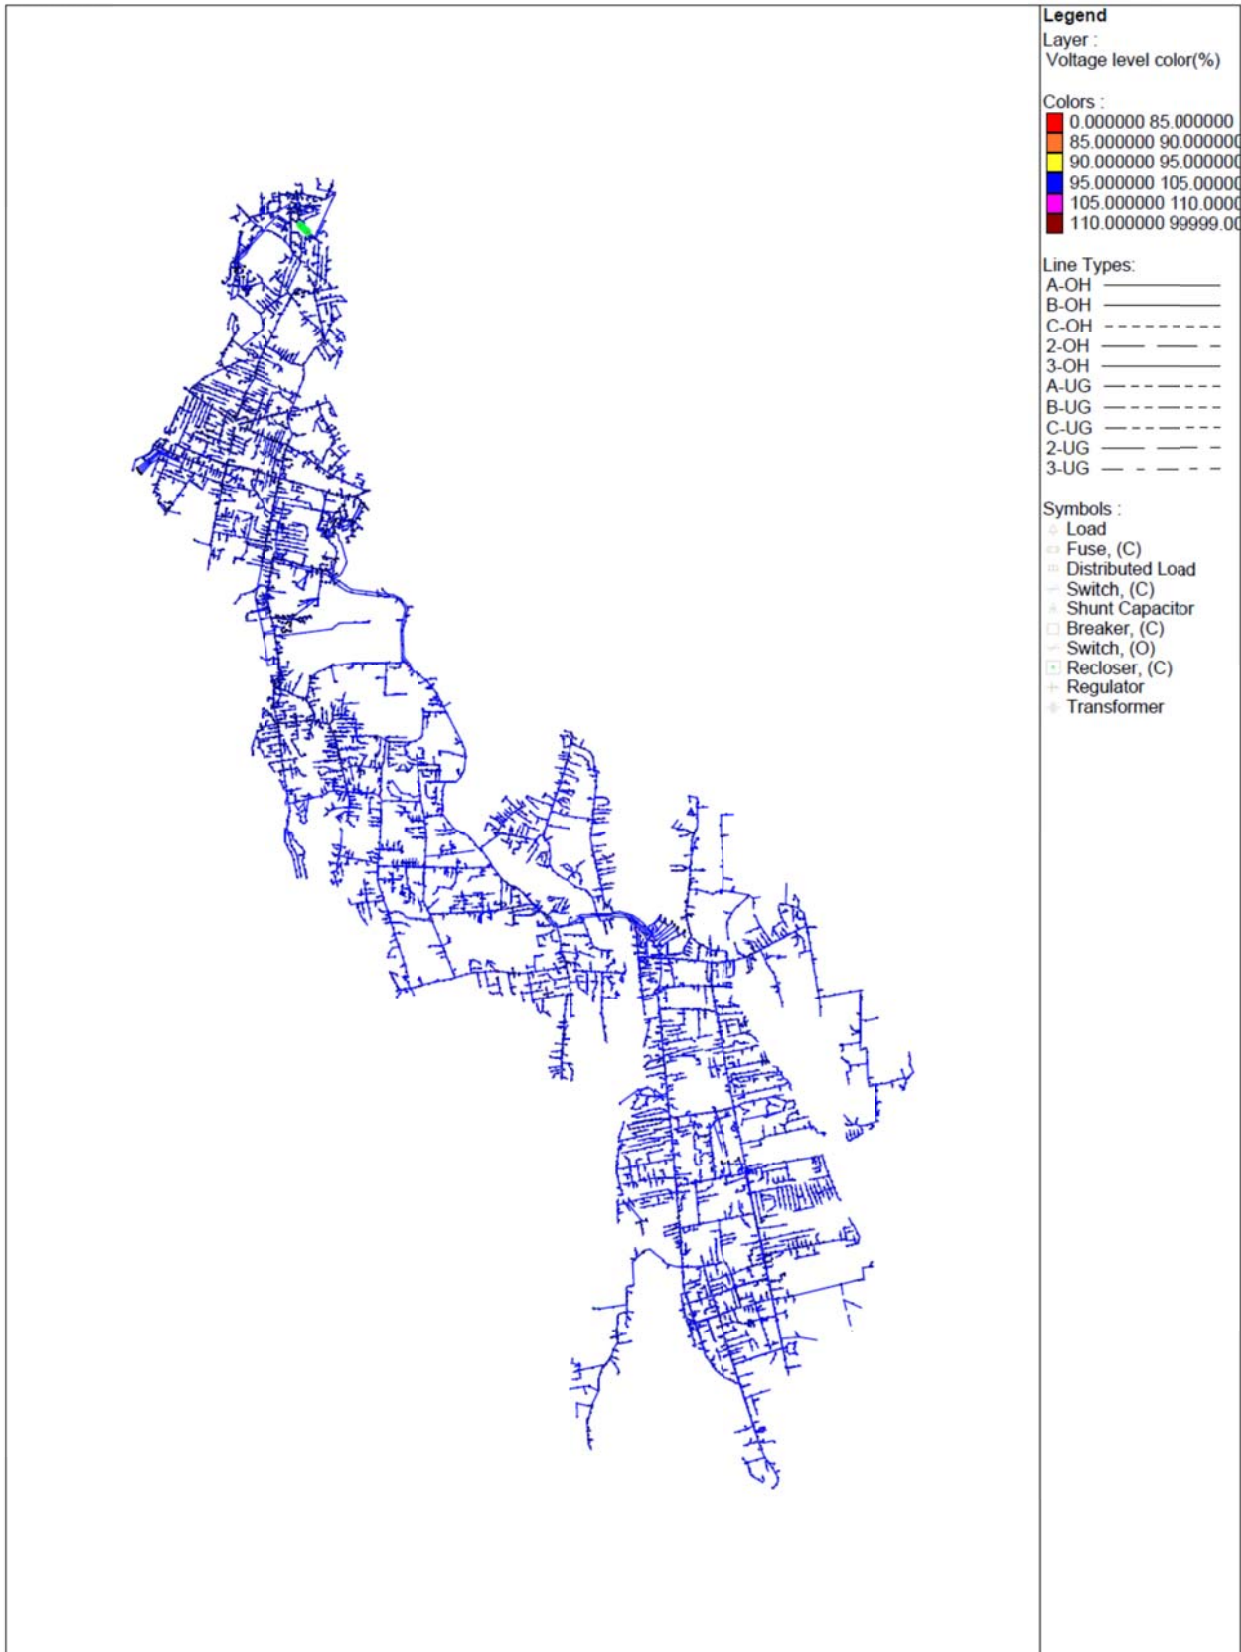 Legend
Layer :
Voltage level color(%)
Colors :
0.000000 85.000000
85.000000 90.000000
90.000000 95.000000
95.000000 105.00000
105.000000 110.0000
110.000000 99999.00
Line Types:
A-OH
B-OH
C-OH
2-OH
3-OH
A-UG
B-UG
C-UG
2-UG
3-UG
Symbols :
Load
Fuse, (C)
Distributed Load
Switch, (C)
Shunt Capacitor
Breaker, (C)
Switch, (O)
Recloser, (C)
Regulator
Transformer